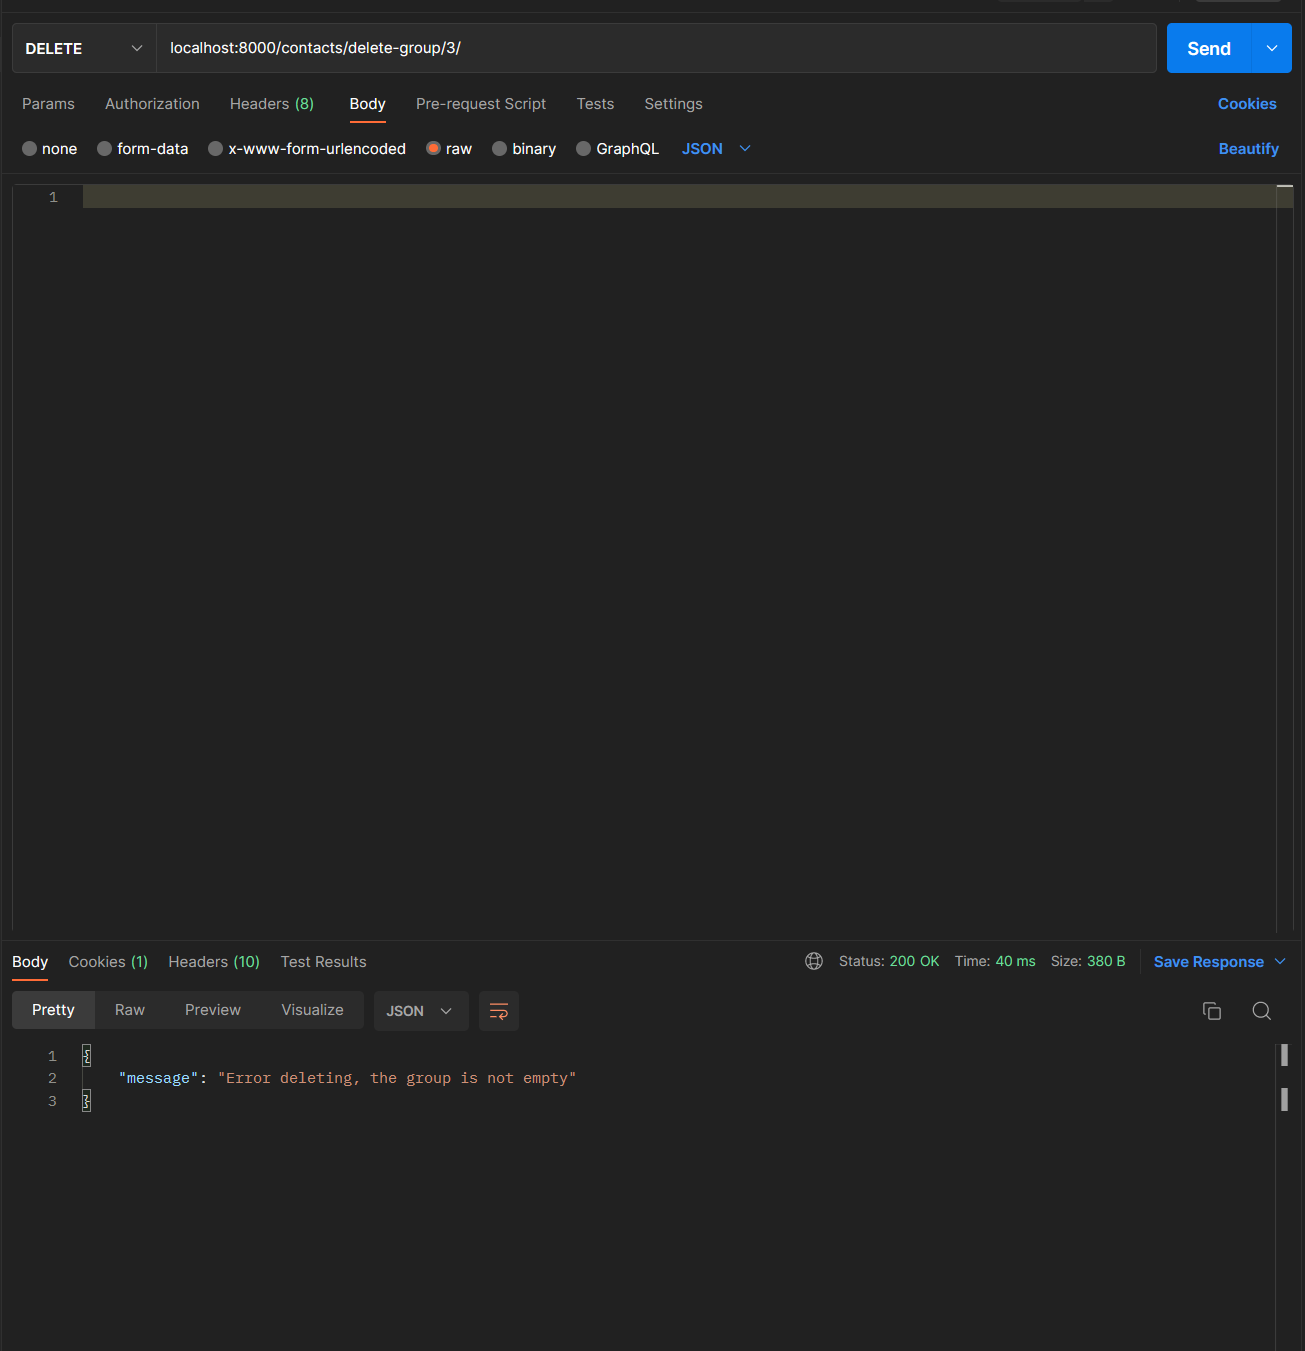 DELETE localhost:8000/contacts/delete-group/3/ Send
Params Authorization Headers (8) Body Pre-request Script Tests Settings Cookies
none form-data x-www-form-urlencoded raw binary GraphQL JSON Beautify
1
Body Cookies (1) Headers (10) Test Results Status: 200 OK Time: 40 ms Size: 380 B Save Response
Pretty Raw Preview Visualize JSON
1 {
2 "message": "Error deleting, the group is not empty"
3 }